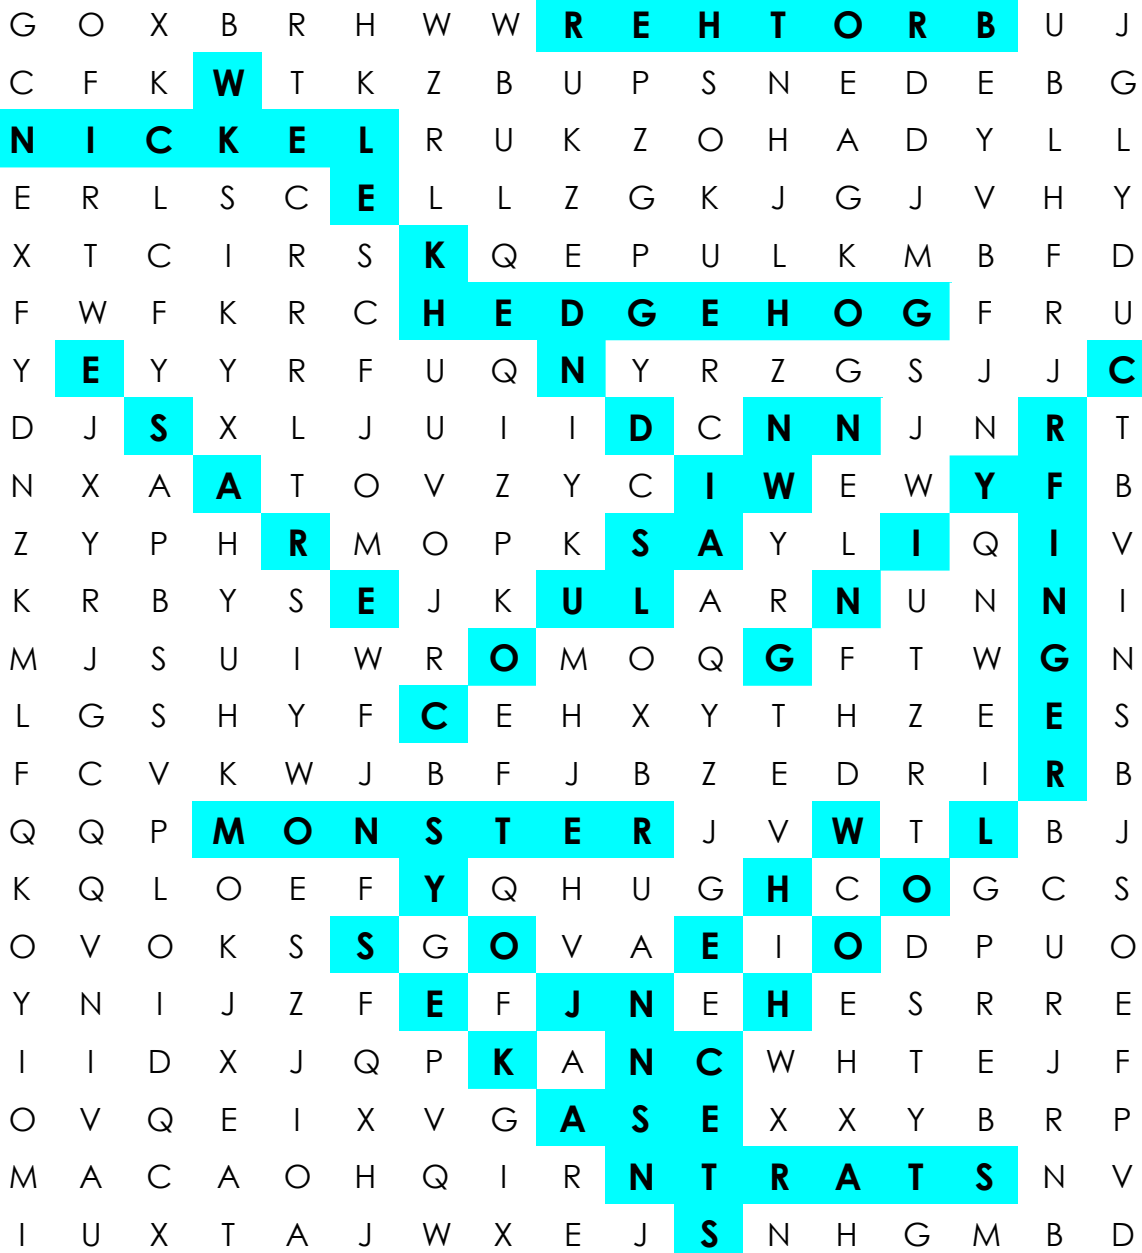 G O X B R H W W R E H T O R B U J
C F K W T K Z B U P S N E D E B G
N I C K E L R U K Z O H A D Y L L
E R L S C E L L Z G K J G J V H Y
X T C I R S K Q E P U L K M B F D
F W F K R C H E D G E H O G F R U
Y E Y Y R F U Q N Y R Z G S J J C
D J S X L J U I I D C N N J N R T
N X A A T O V Z Y C I W E W Y F B
Z Y P H R M O P K S A Y L I Q I V
K R B Y S E J K U L A R N U N N I
M J S U I W R O M O Q G F T W G N
L G S H Y F C E H X Y T H Z E E S
F C V K W J B F J B Z E D R I R B
Q Q P M O N S T E R J V W T L B J
K Q L O E F Y Q H U G H C O G C S
O V O K S S G O V A E I O D P U O
Y N I J Z F E F J N E H E S R R E
I I D X J Q P K A N C W H T E J F
O V Q E I X V G A S E X X Y B R P
M A C A O H Q I R N T R A T S N V
I U X T A J W X E J S N H G M B D